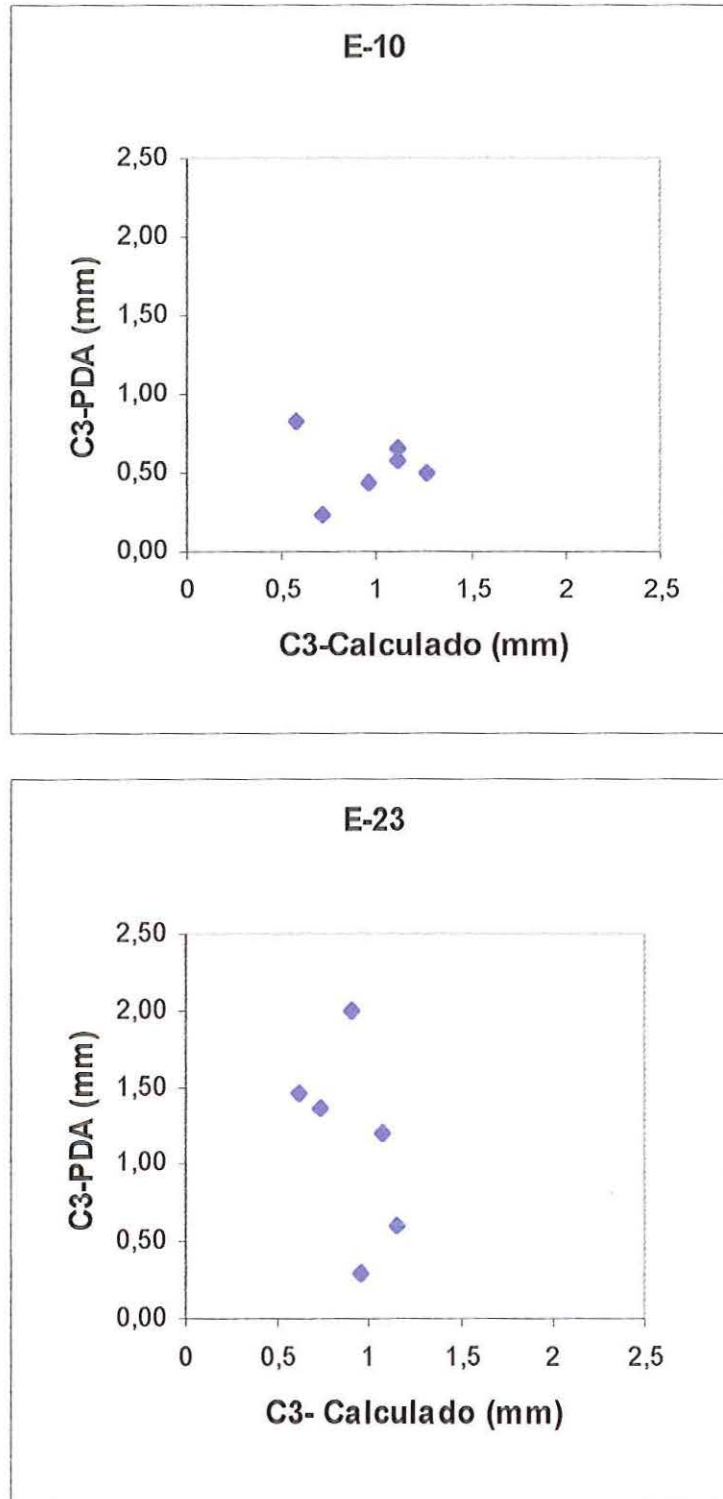 E-10
2,50
2,00
1,50
1,00
0,50
0,00
C3-PDA (mm)
0 0,5 1 1,5 2 2,5
C3-Calculado (mm)
E-23
2,50
2,00
1,50
1,00
0,50
0,00
C3-PDA (mm)
0 0,5 1 1,5 2 2,5
C3- Calculado (mm)